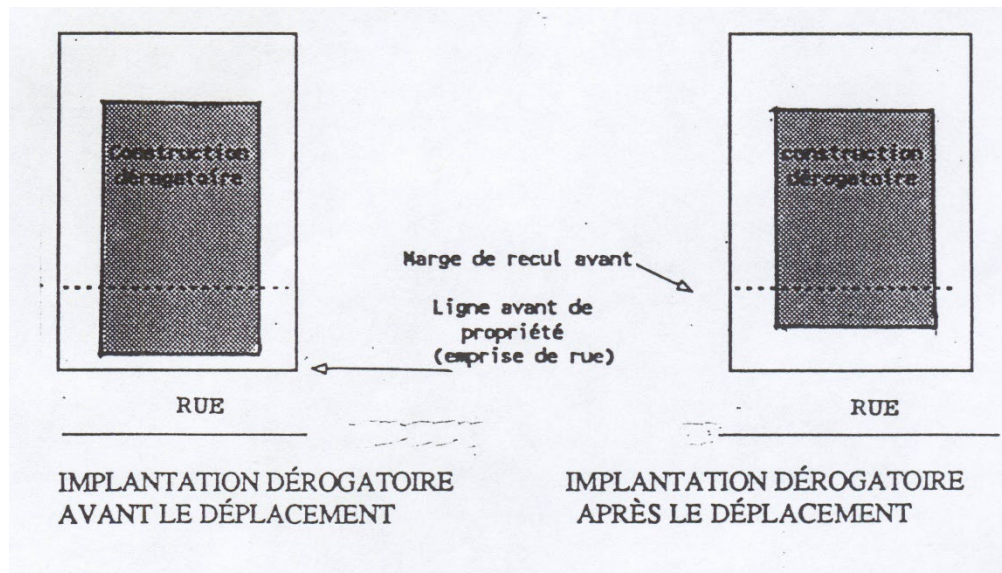 Construction
dérogatoire
construction
dérogatoire
Marge de recul avant
Ligne avant de
propriété
(emprise de rue)
RUE
RUE
IMPLANTATION DÉROGATOIRE
AVANT LE DÉPLACEMENT
IMPLANTATION DÉROGATOIRE
APRÈS LE DÉPLACEMENT